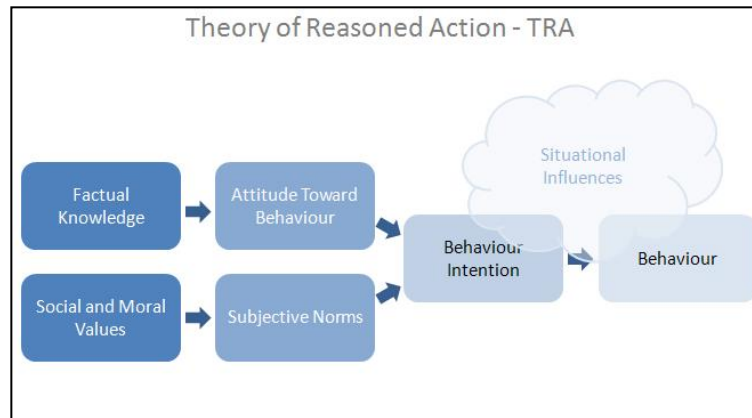 Theory of Reasoned Action - TRA
Situational
Influences
Factual
Knowledge
Attitude Toward
Behaviour
Behaviour
Intention
Behaviour
Social and Moral
Values
Subjective Norms